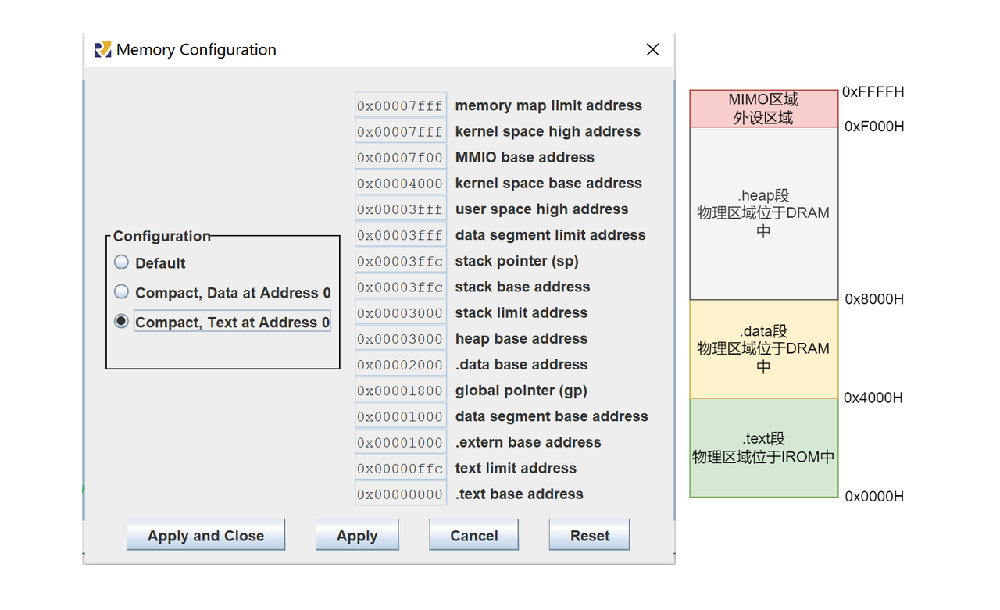 Memory Configuration
0x00007fff memory map limit address
0x00007fff kernel space high address
0x00007f00 MMIO base address
0x00004000 kernel space base address
0x00003fff user space high address
0x00003fff data segment limit address
0x00003ffc stack pointer (sp)
0x00003ffc stack base address
0x00003000 stack limit address
0x00003000 heap base address
0x00002000 .data base address
0x00001800 global pointer (gp)
0x00001000 data segment base address
0x00001000 .extern base address
0x00000ffc text limit address
0x00000000 .text base address
Configuration
Default
Compact, Data at Address 0
Compact, Text at Address 0
Apply and Close
Apply
Cancel
Reset
0xFFFFH
MIMO区域
外设区域
0xF000H
.heap段
物理区域位于DRAM
中
0x8000H
.data段
物理区域位于DRAM
中
0x4000H
.text段
物理区域位于IROM中
0x0000H